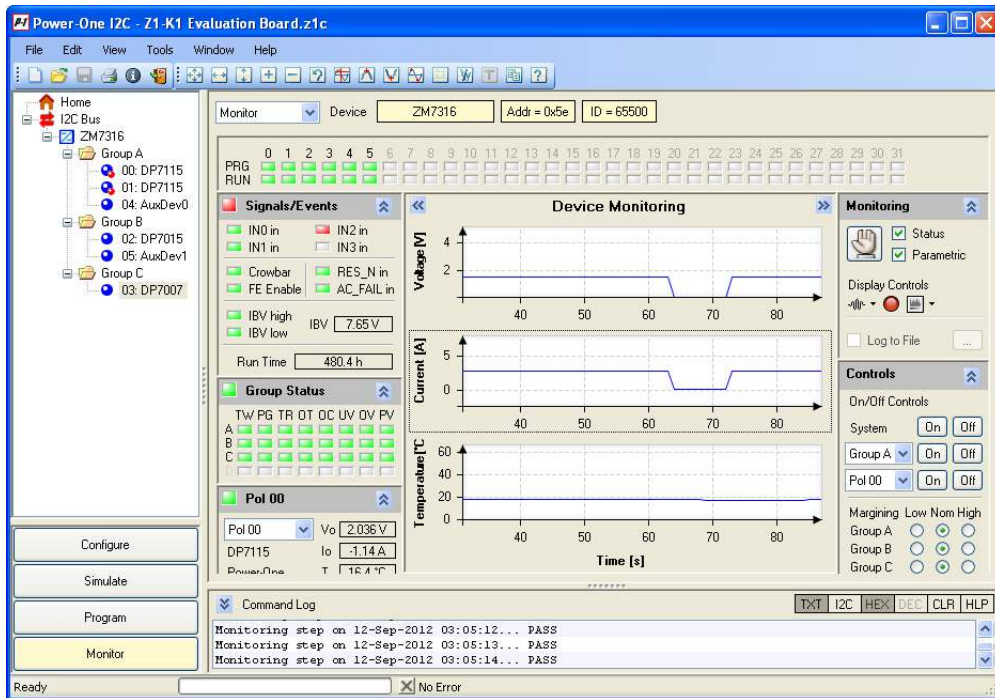 Power-One I2C - Z1-K1 Evaluation Board.z1c
File Edit View Tools Window Help
Home
I2C Bus
ZM7316
Group A
00: DP7115
01: DP7115
04: AuxDev0
Group B
02: DP7015
05: AuxDev1
Group C
03: DP7007
Configure
Simulate
Program
Monitor
Monitor Device ZM7316 Addr = 0x5e ID = 65500
0 1 2 3 4 5 6 7 8 9 10 11 12 13 14 15 16 17 18 19 20 21 22 23 24 25 26 27 28 29 30 31
PRG
RUN
Signals/Events
IN0 in IN2 in
IN1 in IN3 in
Crowbar RES_N in
FE Enable AC_FAIL in
IBV high
IBV low
IBV 7.65 V
Run Time 480.4 h
Group Status
TW PG TR OT OC UV OV PV
A
B
C
D
Pol 00
Pol 00 Vo 2.036 V
DP7115 Io -1.14 A
Power-One T 16.4 °C
Device Monitoring
Voltage [V]
4
2
40 50 60 70 80
Current [A]
5
0
40 50 60 70 80
Temperature [°C
60
40
20
0
40 50 60 70 80
Time [s]
Monitoring
Status
Parametric
Display Controls
Log to File ...
Controls
On/Off Controls
System On Off
Group A On Off
Pol 00 On Off
Margining Low Nom High
Group A
Group B
Group C
Command Log
TXT I2C HEX DEC CLR HLP
Monitoring step on 12-Sep-2012 03:05:12... PASS
Monitoring step on 12-Sep-2012 03:05:13... PASS
Monitoring step on 12-Sep-2012 03:05:14... PASS
Ready No Error